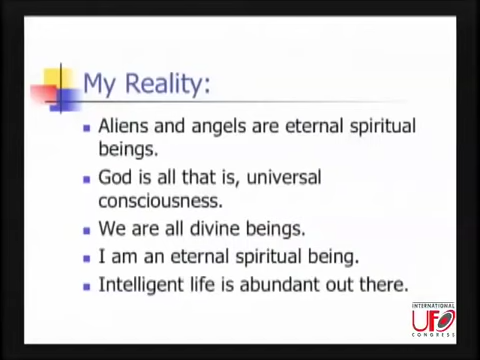 My Reality:
Aliens and angels are eternal spiritual
beings.
God is all that is, universal
consciousness.
We are all divine beings.
I am an eternal spiritual being.
Intelligent life is abundant out there.
INTERNATIONAL
UFO
CONGRESS